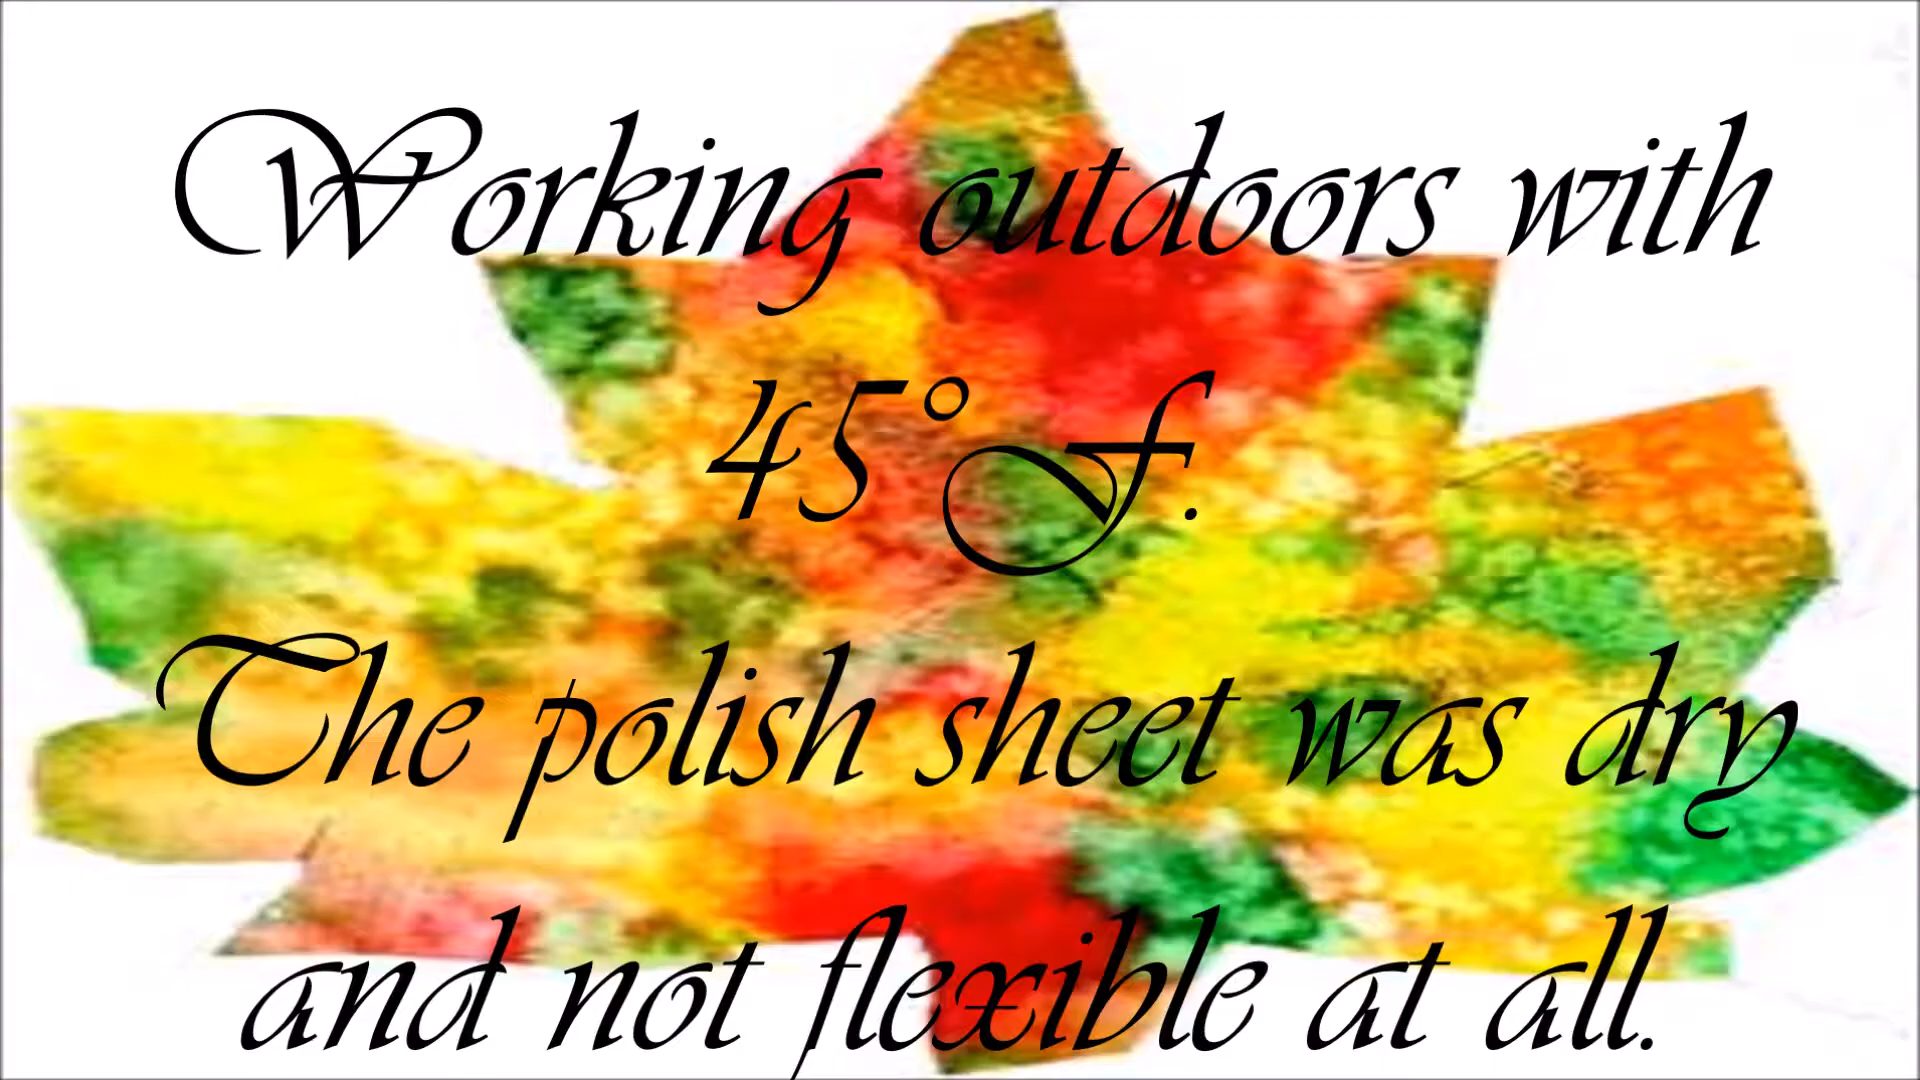 Working outdoors with
45°F.
The polish sheet was dry
and not flexible at all.